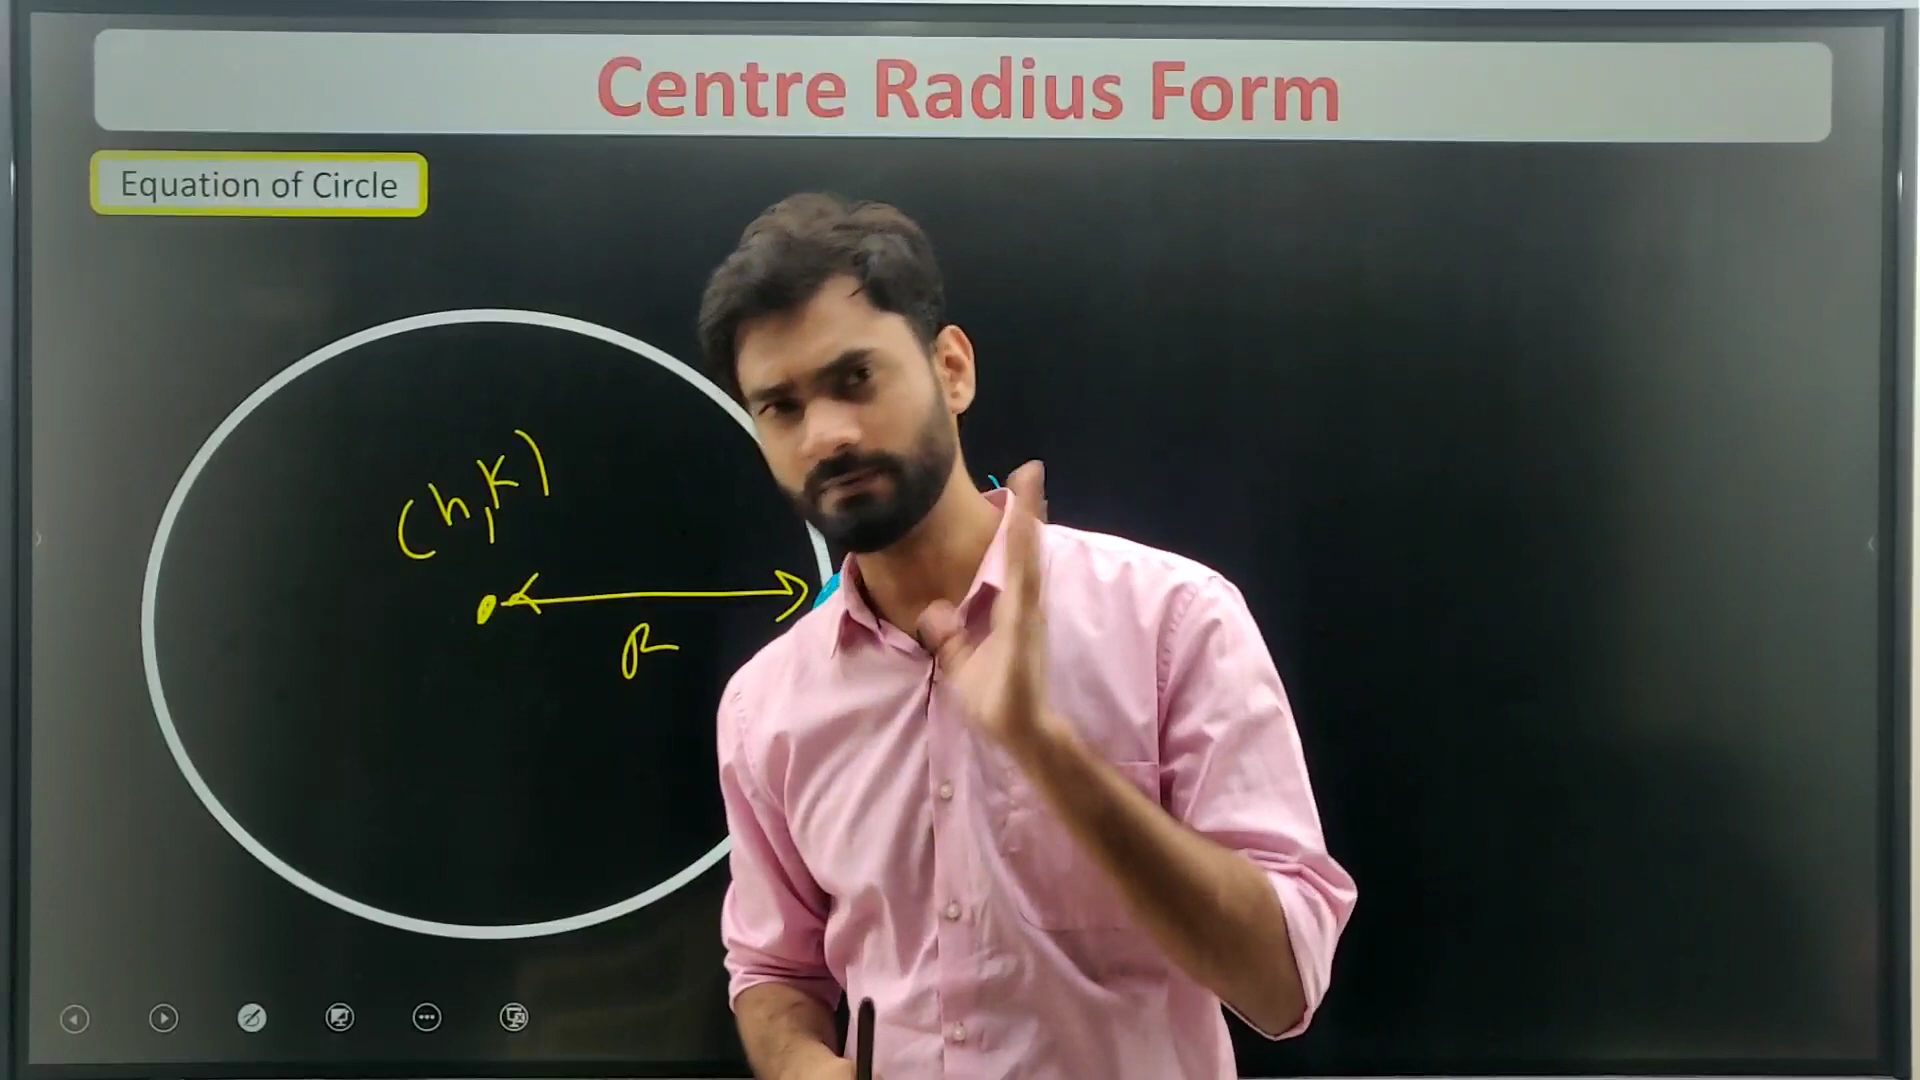 Centre Radius Form
Equation of Circle
(h,k)
R